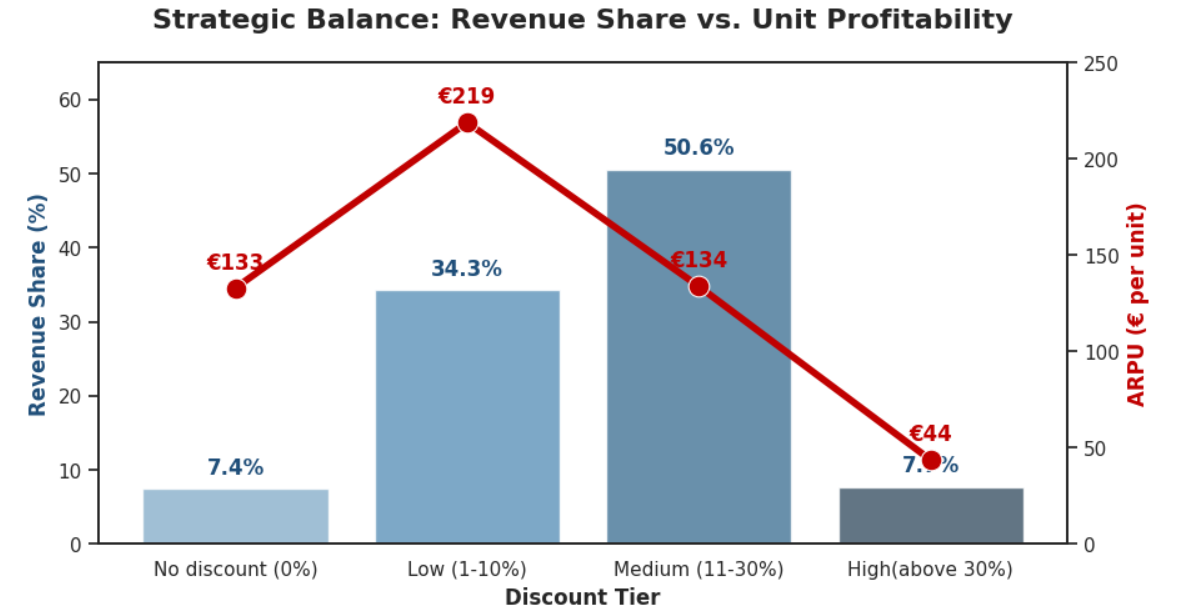 Strategic Balance: Revenue Share vs. Unit Profitability
Revenue Share (%)
60
50
40
30
20
10
0
€133
€219
€134
€44
7.4%
34.3%
50.6%
250
200
150
100
50
0
ARPU (€ per unit)
No discount (0%)
Low (1-10%)
Medium (11-30%)
High(above 30%)
Discount Tier